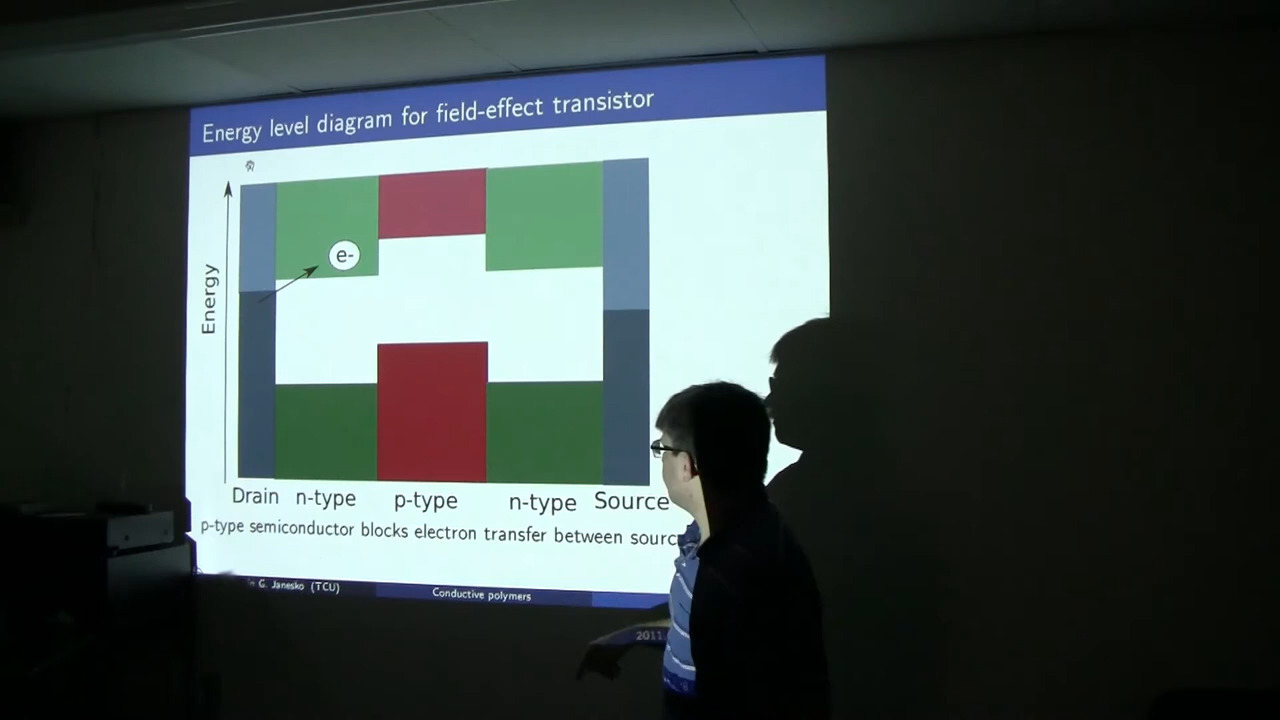 Energy level diagram for field-effect transistor
Energy
e-
Drain n-type p-type n-type Source
p-type semiconductor blocks electron transfer between
G. Janesko (TCU) Conductive polymers 2011